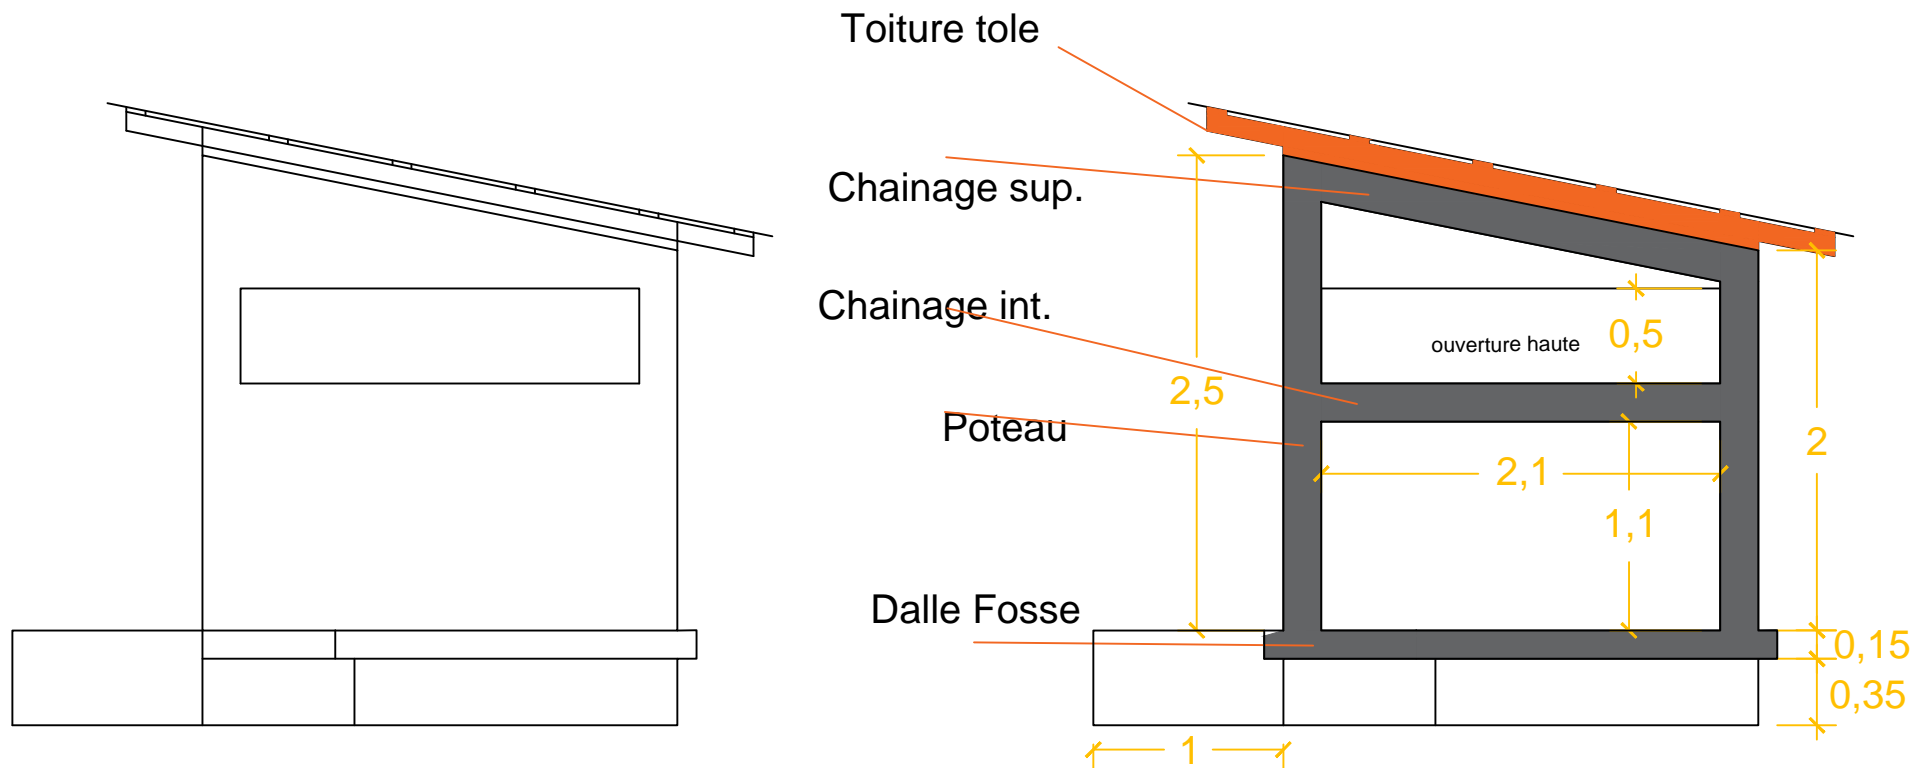 Toiture tole
Chainage sup.
Chainage int.
ouverture haute
0,5
2,5
Poteau
2
2,1
1,1
Dalle Fosse
0,15
0,35
1